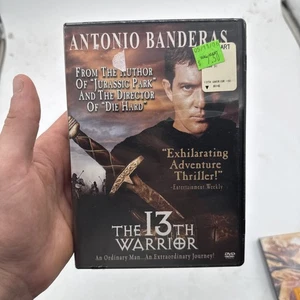 ANTONIO BANDERAS
FROM THE AUTHOR
OF "JURASSIC PARK"
AND THE DIRECTOR
OF "DIE HARD"
"Exhilarating
Adventure
Thriller!"
-Entertainment Weekly
THE 13TH
WARRIOR
An Ordinary Man...An Extraordinary Journey!
DVD